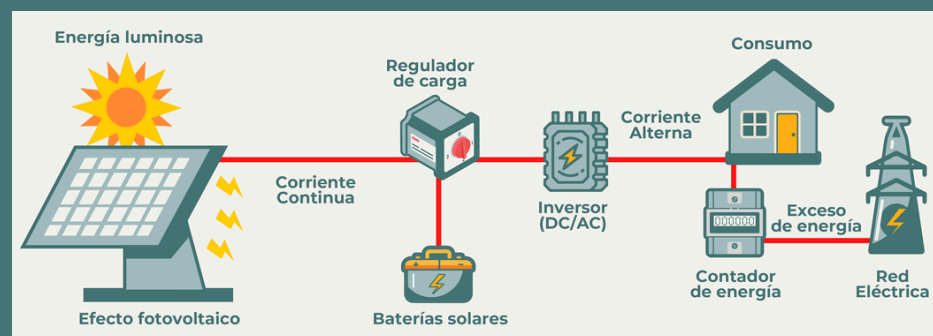 Energía luminosa
Efecto fotovoltaico
Corriente
Continua
Regulador
de carga
Baterías solares
Inversor
(DC/AC)
Corriente
Alterna
Consumo
000000
Contador
de energía
Exceso
de energía
Red
Eléctrica